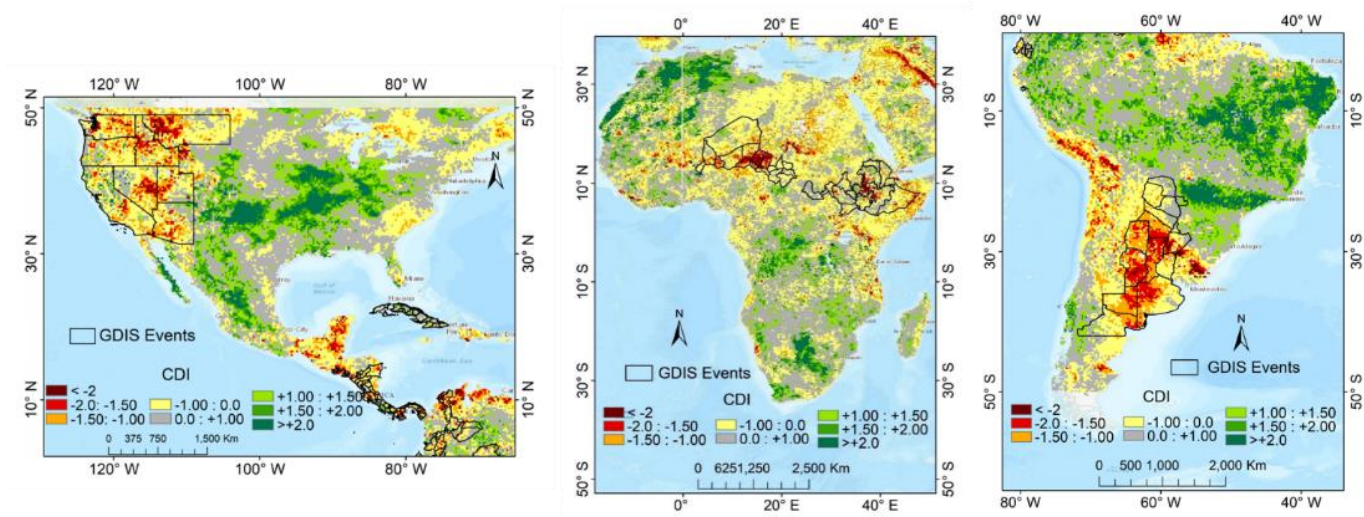 120° W 100° W 80° W
50° N 50° N
30° N 30° N
10° N 10° N
Havana
Miami
GDIS Events
CDI
< -2
-2.0: -1.50
-1.50: -1.00
-1.00 : 0.0
0.0 : +1.00
+1.00 : +1.50
+1.50 : +2.00
>+2.0
0 375 750 1,500 Km
N
120° W 100° W 80° W
0° 20° E 40° E
30° N 30° N
10° N 10° N
10° S 10° S
30° S 30° S
50° S 50° S
N
GDIS Events
CDI
< -2
-2.0 : -1.50
-1.50 : -1.00
-1.00 : 0.0
0.0 : +1.00
+1.00 : +1.50
+1.50 : +2.00
>+2.0
0 6251,250 2,500 Km
0° 20° E 40° E
80° W 60° W 40° W
10° S 10° S
30° S 30° S
50° S 50° S
N
GDIS Events
CDI
< -2
-2.0 : -1.50
-1.50 : -1.00
-1.00 : 0.0
0.0 : +1.00
+1.00 : +1.50
+1.50 : +2.00
>+2.0
0 500 1,000 2,000 Km
80° W 60° W 40° W